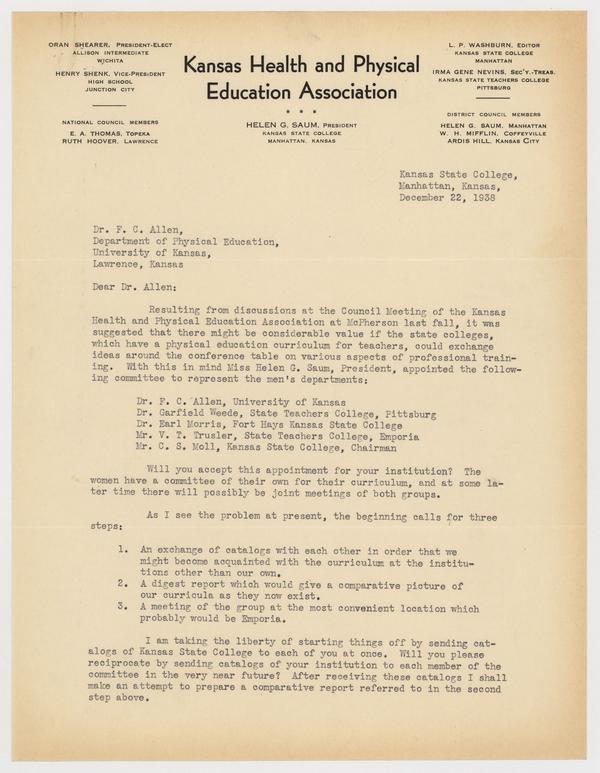 ORAN SHEARER, PRESIDENT-ELECT
ALLISON INTERMEDIATE
WICHITA
HENRY SHENK, VICE-PRESIDENT
HIGH SCHOOL
JUNCTION CITY
NATIONAL COUNCIL MEMBERS
E. A. THOMAS, TOPEKA
RUTH HOOVER, LAWRENCE
Kansas Health and Physical
Education Association
* * *
HELEN G. SAUM, PRESIDENT
KANSAS STATE COLLEGE
MANHATTAN, KANSAS
L. P. WASHBURN, EDITOR
KANSAS STATE COLLEGE
MANHATTAN
IRMA GENE NEVINS, SEC'Y.-TREAS.
KANSAS STATE TEACHERS COLLEGE
PITTSBURG
DISTRICT COUNCIL MEMBERS
HELEN G. SAUM, MANHATTAN
W. H. MIFFLIN, COFFEYVILLE
ARDIS HILL, KANSAS CITY
Kansas State College,
Manhattan, Kansas,
December 22, 1938
Dr. F. C. Allen,
Department of Physical Education,
University of Kansas,
Lawrence, Kansas
Dear Dr. Allen:
Resulting from discussions at the Council Meeting of the Kansas
Health and Physical Education Association at McPherson last fall, it was
suggested that there might be considerable value if the state colleges,
which have a physical education curriculum for teachers, could exchange
ideas around the conference table on various aspects of professional train-
ing. With this in mind Miss Helen G. Saum, President, appointed the follow-
ing committee to represent the men's departments:
Dr. F. C. Allen, University of Kansas
Dr. Garfield Weede, State Teachers College, Pittsburg
Dr. Earl Morris, Fort Hays Kansas State College
Mr. V. T. Trusler, State Teachers College, Emporia
Mr. C. S. Moll, Kansas State College, Chairman
Will you accept this appointment for your institution? The
women have a committee of their own for their curriculum, and at some la-
ter time there will possibly be joint meetings of both groups.
As I see the problem at present, the beginning calls for three
steps:
1. An exchange of catalogs with each other in order that we
might become acquainted with the curriculum at the institu-
tions other than our own.
2. A digest report which would give a comparative picture of
our curricula as they now exist.
3. A meeting of the group at the most convenient location which
probably would be Emporia.
I am taking the liberty of starting things off by sending cat-
alogs of Kansas State College to each of you at once. Will you please
reciprocate by sending catalogs of your institution to each member of the
committee in the very near future? After receiving these catalogs I shall
make an attempt to prepare a comparative report referred to in the second
step above.